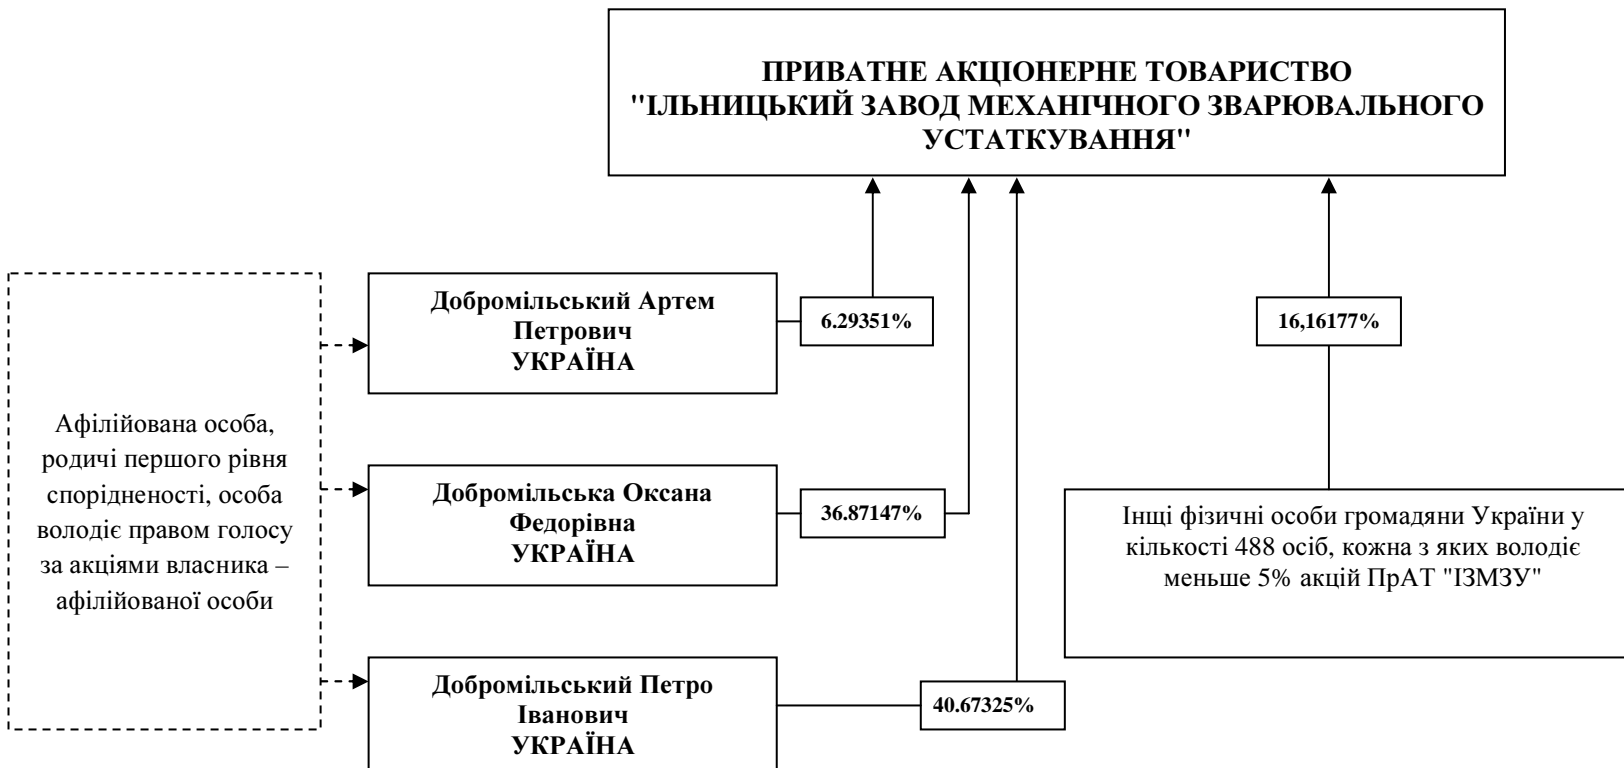 ПРИВАТНЕ АКЦІОНЕРНЕ ТОВАРИСТВО
"ІЛЬНИЦЬКИЙ ЗАВОД МЕХАНІЧНОГО ЗВАРЮВАЛЬНОГО
УСТАТКУВАННЯ"
Афілійована особа,
родичі першого рівня
спорідненості, особа
володіє правом голосу
за акціями власника –
афілійованої особи
Добромільський Артем
Петрович
УКРАЇНА
6.29351%
Добромільська Оксана
Федорівна
УКРАЇНА
36.87147%
Добромільський Петро
Іванович
УКРАЇНА
40.67325%
16,16177%
Інщі фізичні особи громадяни України у
кількості 488 осіб, кожна з яких володіє
меньше 5% акцій ПрАТ "ІЗМЗУ"